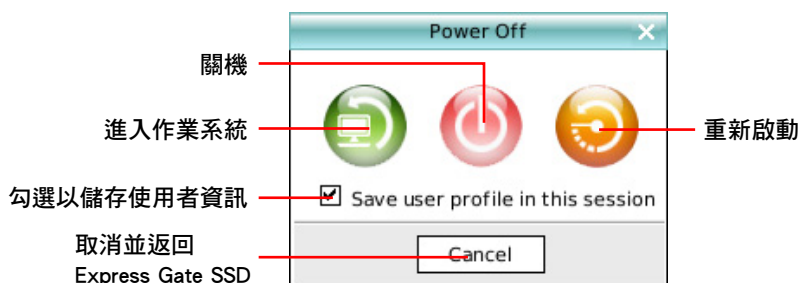 Power Off
關機
進入作業系統
重新啟動
勾選以儲存使用者資訊
Save user profile in this session
取消並返回
Express Gate SSD
Cancel